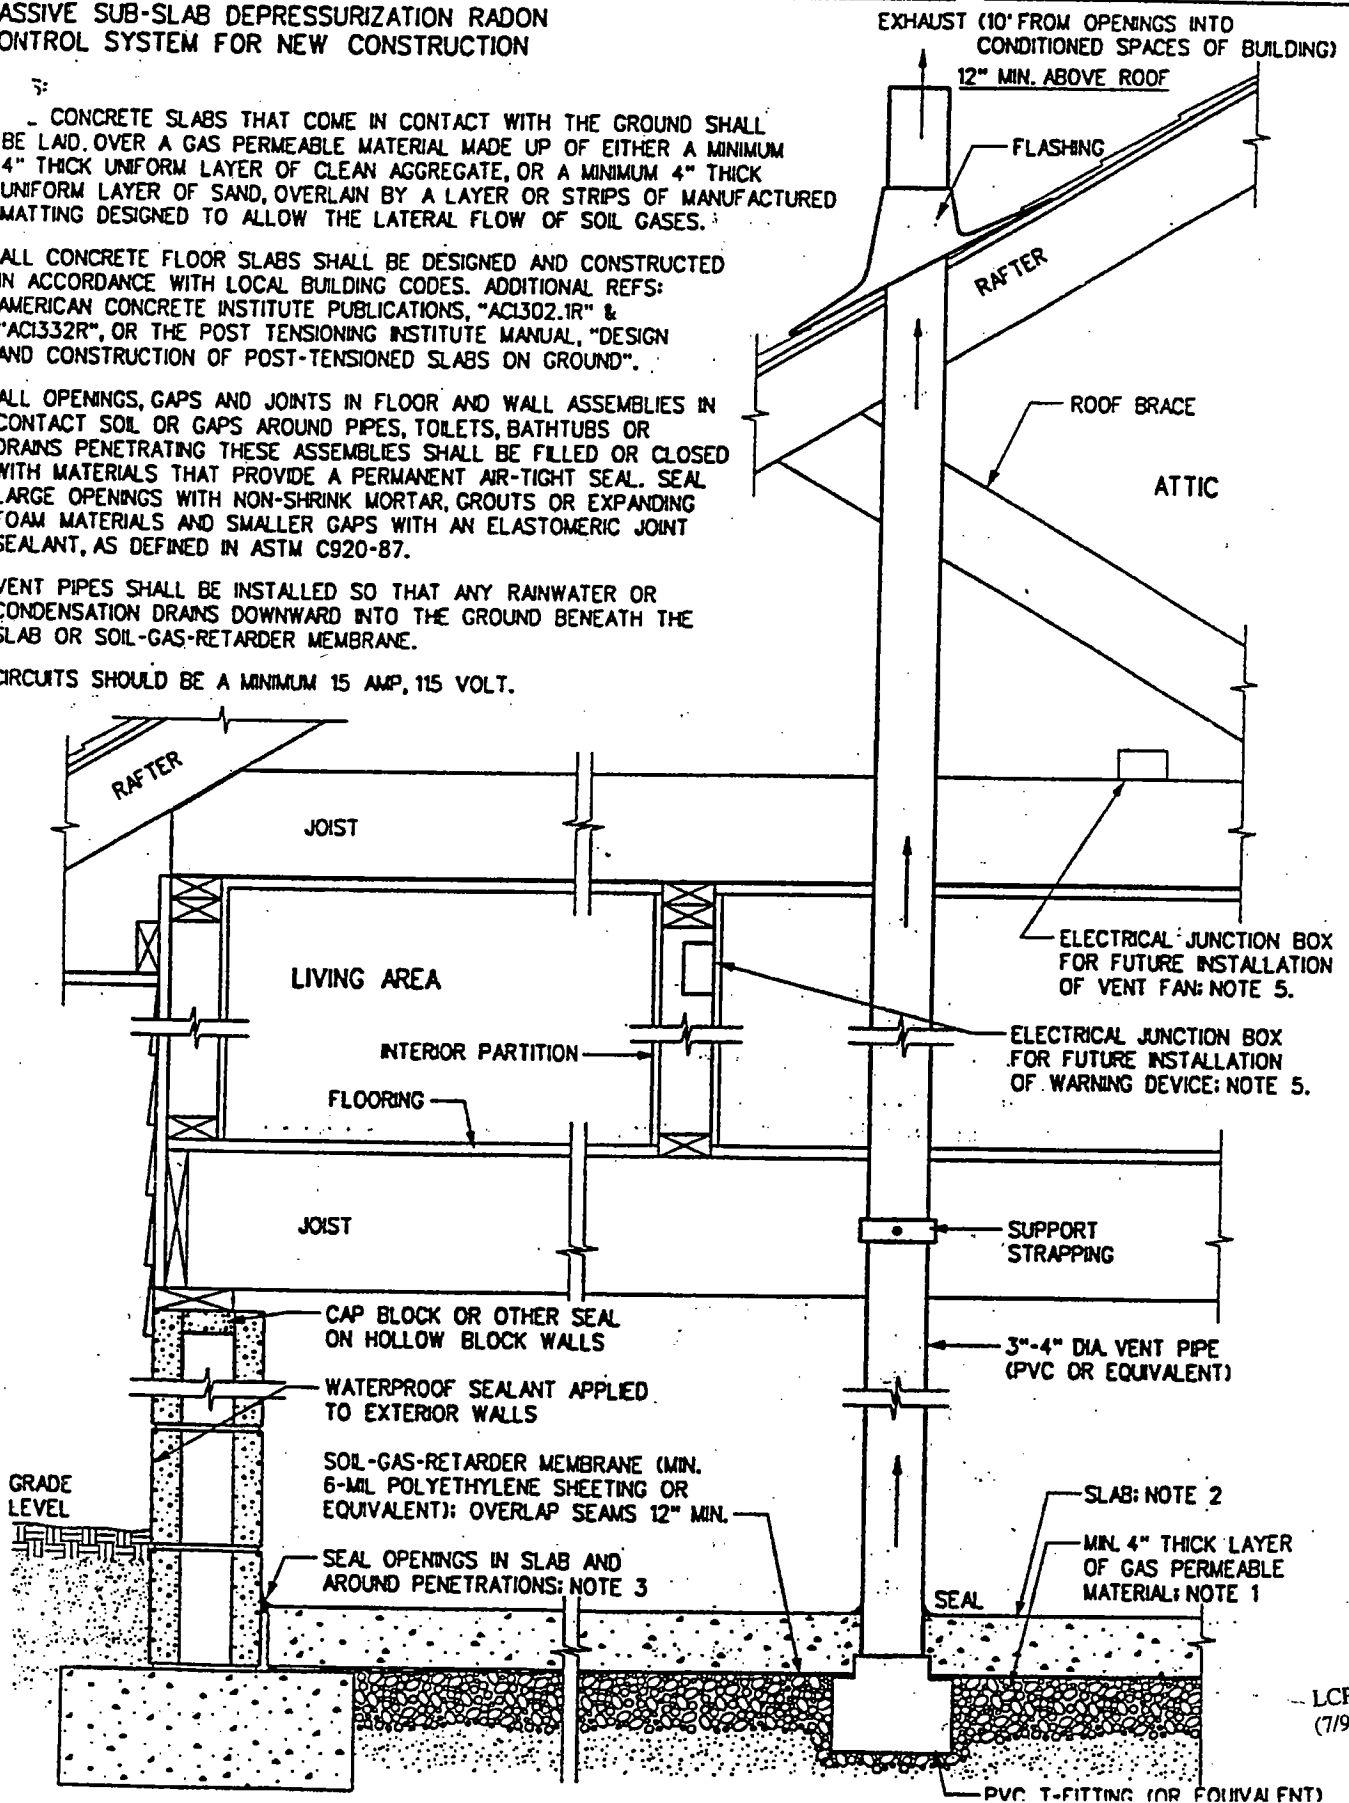 ASSIVE SUB-SLAB DEPRESSURIZATION RADON
ONTROL SYSTEM FOR NEW CONSTRUCTION
S:
CONCRETE SLABS THAT COME IN CONTACT WITH THE GROUND SHALL
BE LAID. OVER A GAS PERMEABLE MATERIAL MADE UP OF EITHER A MINIMUM
4" THICK UNIFORM LAYER OF CLEAN AGGREGATE, OR A MINIMUM 4" THICK
UNIFORM LAYER OF SAND, OVERLAIN BY A LAYER OR STRIPS OF MANUFACTURED
MATTING DESIGNED TO ALLOW THE LATERAL FLOW OF SOIL GASES.
ALL CONCRETE FLOOR SLABS SHALL BE DESIGNED AND CONSTRUCTED
IN ACCORDANCE WITH LOCAL BUILDING CODES. ADDITIONAL REFS:
AMERICAN CONCRETE INSTITUTE PUBLICATIONS, "ACI302.1R" &
"ACI332R", OR THE POST TENSIONING INSTITUTE MANUAL, "DESIGN
AND CONSTRUCTION OF POST-TENSIONED SLABS ON GROUND".
ALL OPENINGS, GAPS AND JOINTS IN FLOOR AND WALL ASSEMBLIES IN
CONTACT SOIL OR GAPS AROUND PIPES, TOILETS, BATHTUBS OR
DRAINS PENETRATING THESE ASSEMBLIES SHALL BE FILLED OR CLOSED
WITH MATERIALS THAT PROVIDE A PERMANENT AIR-TIGHT SEAL. SEAL
LARGE OPENINGS WITH NON-SHRINK MORTAR, GROUTS OR EXPANDING
FOAM MATERIALS AND SMALLER GAPS WITH AN ELASTOMERIC JOINT
SEALANT, AS DEFINED IN ASTM C920-87.
VENT PIPES SHALL BE INSTALLED SO THAT ANY RAINWATER OR
CONDENSATION DRAINS DOWNWARD INTO THE GROUND BENEATH THE
SLAB OR SOIL-GAS-RETARDER MEMBRANE.
CIRCUITS SHOULD BE A MINIMUM 15 AMP, 115 VOLT.
EXHAUST (10' FROM OPENINGS INTO
CONDITIONED SPACES OF BUILDING)
12" MIN. ABOVE ROOF
FLASHING
RAFTER
ROOF BRACE
ATTIC
RAFTER
JOIST
LIVING AREA
ELECTRICAL JUNCTION BOX
FOR FUTURE INSTALLATION
OF VENT FAN; NOTE 5.
ELECTRICAL JUNCTION BOX
FOR FUTURE INSTALLATION
OF WARNING DEVICE; NOTE 5.
INTERIOR PARTITION
FLOORING
JOIST
SUPPORT
STRAPPING
CAP BLOCK OR OTHER SEAL
ON HOLLOW BLOCK WALLS
3"-4" DIA. VENT PIPE
(PVC OR EQUIVALENT)
WATERPROOF SEALANT APPLIED
TO EXTERIOR WALLS
GRADE
LEVEL
SOIL-GAS-RETARDER MEMBRANE (MIN.
6-MIL POLYETHYLENE SHEETING OR
EQUIVALENT); OVERLAP SEAMS 12" MIN.
SLAB; NOTE 2
MIN. 4" THICK LAYER
OF GAS PERMEABLE
MATERIAL; NOTE 1
SEAL OPENINGS IN SLAB AND
AROUND PENETRATIONS; NOTE 3
SEAL
(7/9
PVC T-FITTING (OR EQUIVALENT)